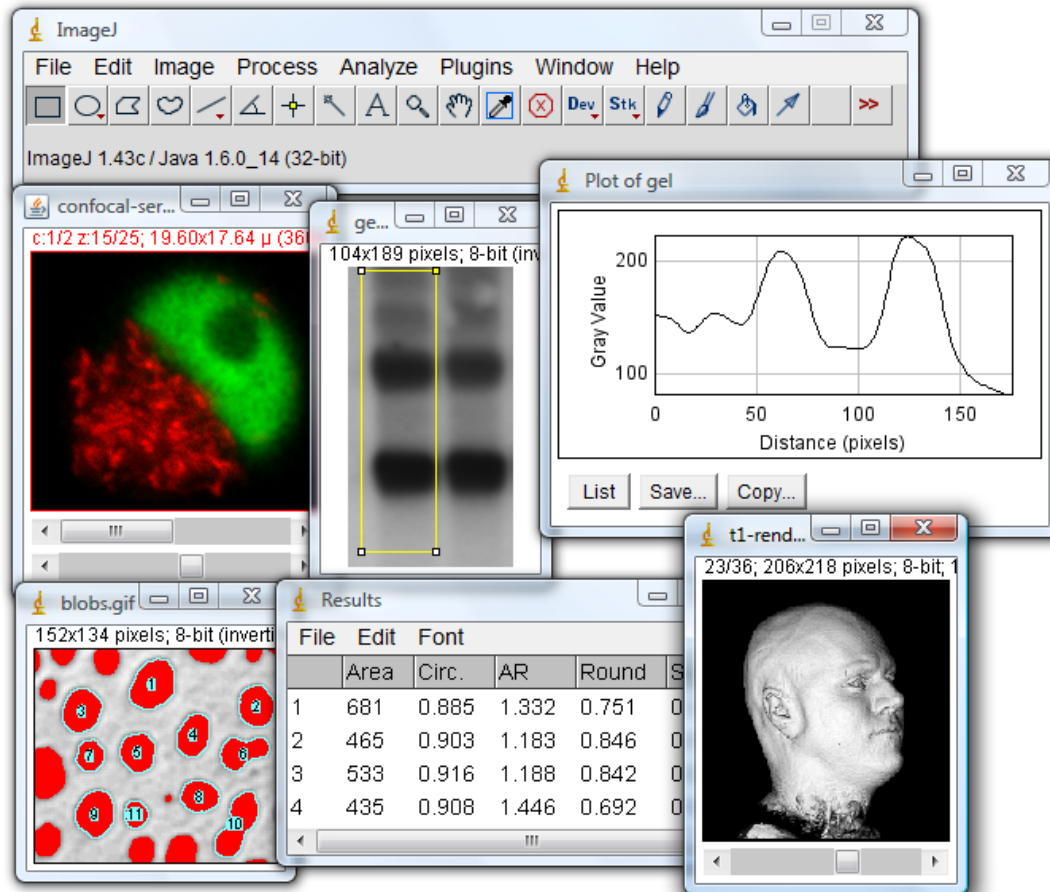 ImageJ
File Edit Image Process Analyze Plugins Window Help
A Dev Stk >>
ImageJ 1.43c / Java 1.6.0_14 (32-bit)
confocal-ser...
c:1/2 z:15/25; 19.60x17.64 µ (36
ge...
104x189 pixels; 8-bit (inv
Plot of gel
200
100
Gray Value
0 50 100 150
Distance (pixels)
List Save... Copy...
blobs.gif
152x134 pixels; 8-bit (inverti
1
2
3
4
5
6
7
8
9
11
10
Results
File Edit Font
Area Circ. AR Round S
1 681 0.885 1.332 0.751 0
2 465 0.903 1.183 0.846 0
3 533 0.916 1.188 0.842 0
4 435 0.908 1.446 0.692 0
t1-rend...
23/36; 206x218 pixels; 8-bit; 1